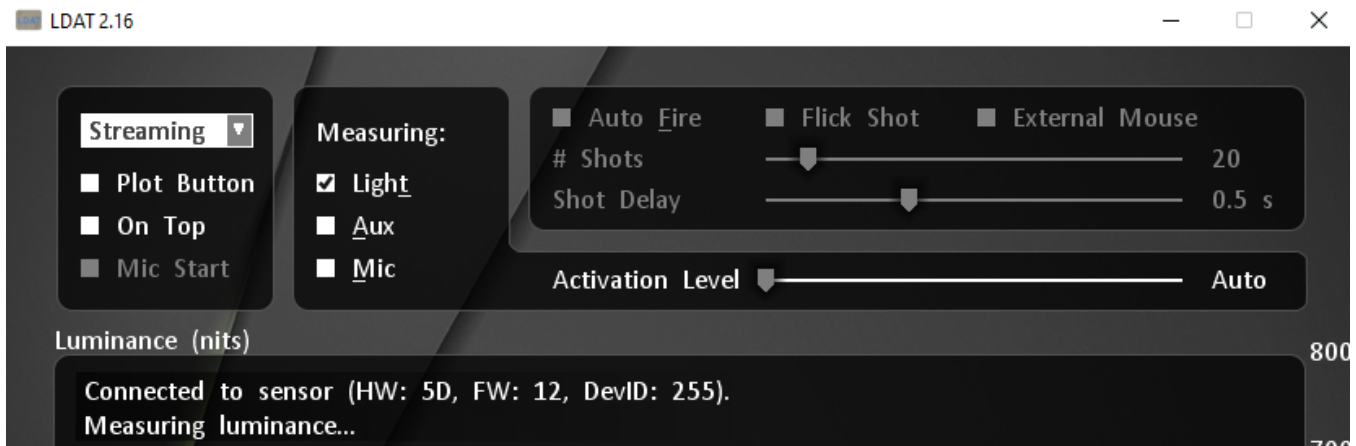 LDAT 2.16
Streaming
Plot Button
On Top
Mic Start
Measuring:
Light
Aux
Mic
Auto Fire Flick Shot External Mouse
# Shots 20
Shot Delay 0.5 s
Activation Level Auto
Luminance (nits)
800
Connected to sensor (HW: 5D, FW: 12, DevID: 255).
Measuring luminance...